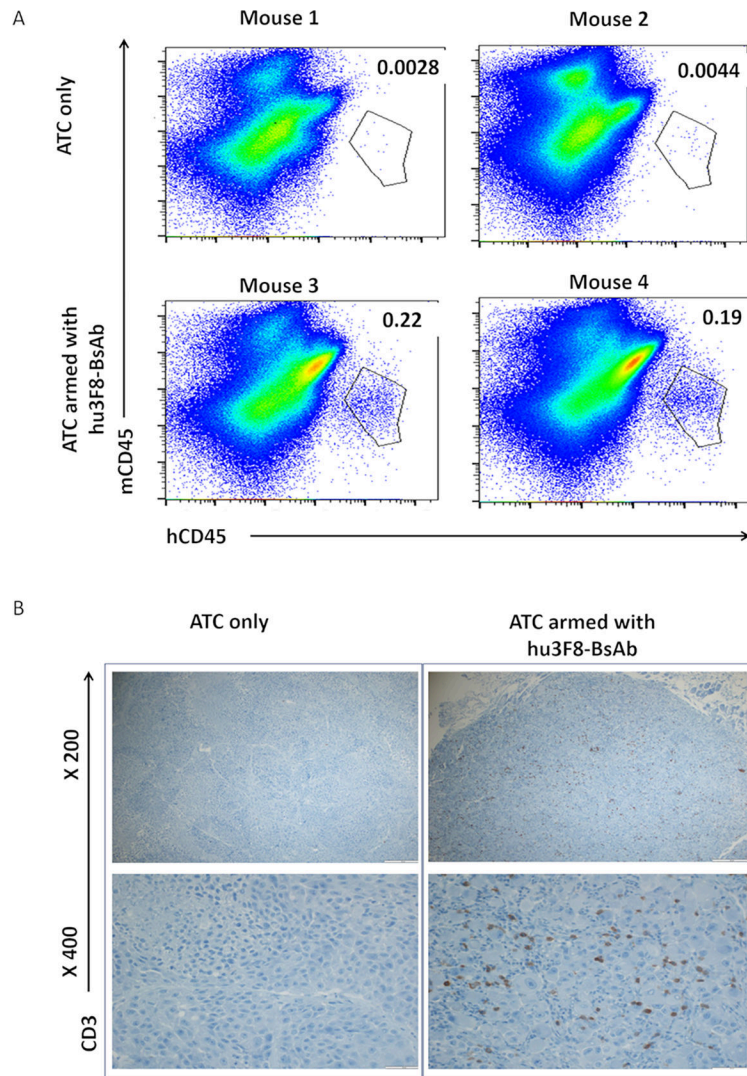 A
Mouse 1
Mouse 2
ATC only
0.0028
0.0044
Mouse 3
Mouse 4
ATC armed with
hu3F8-BsAb
0.22
0.19
mCD45
hCD45
B
ATC only
ATC armed with
hu3F8-BsAb
X 200
X 400
CD3